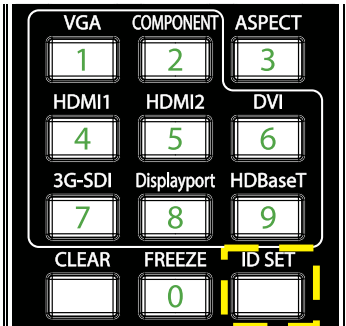 VGA COMPONENT ASPECT
1 2 3
HDMI1 HDMI2 DVI
4 5 6
3G-SDI Displayport HDBaseT
7 8 9
CLEAR FREEZE ID SET
0